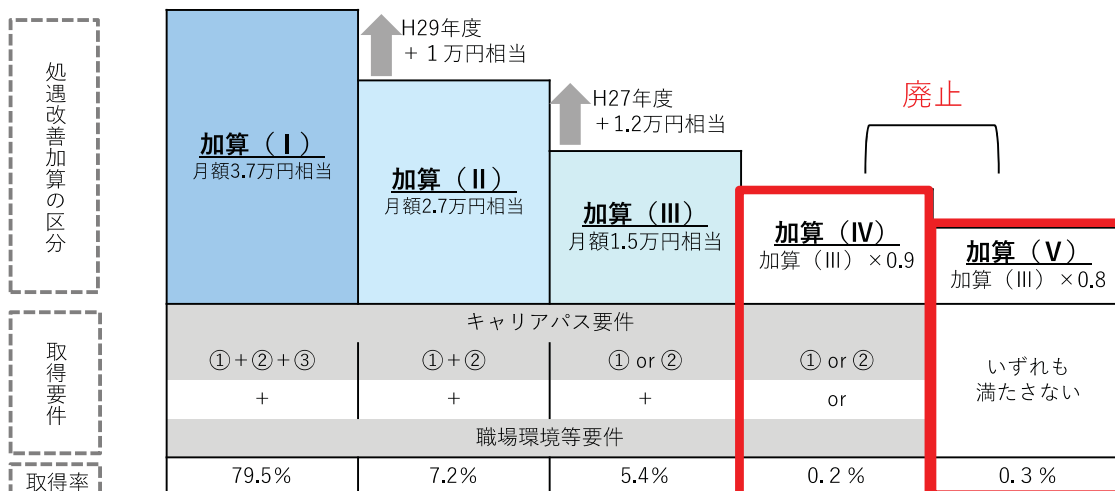 処遇改善加算の区分
H29年度
+ 1 万円相当
H27年度
+1.2万円相当
廃止
加算（Ⅰ）
月額3.7万円相当
加算（Ⅱ）
月額2.7万円相当
加算（Ⅲ）
月額1.5万円相当
加算（Ⅳ）
加算（Ⅲ）×0.9
加算（Ⅴ）
加算（Ⅲ）×0.8
取得要件
キャリアパス要件
①+②+③ ①+② ① or ② ① or ②
+ + + or
職場環境等要件
いずれも
満たさない
取得率
79.5% 7.2% 5.4% 0.2 % 0.3 %